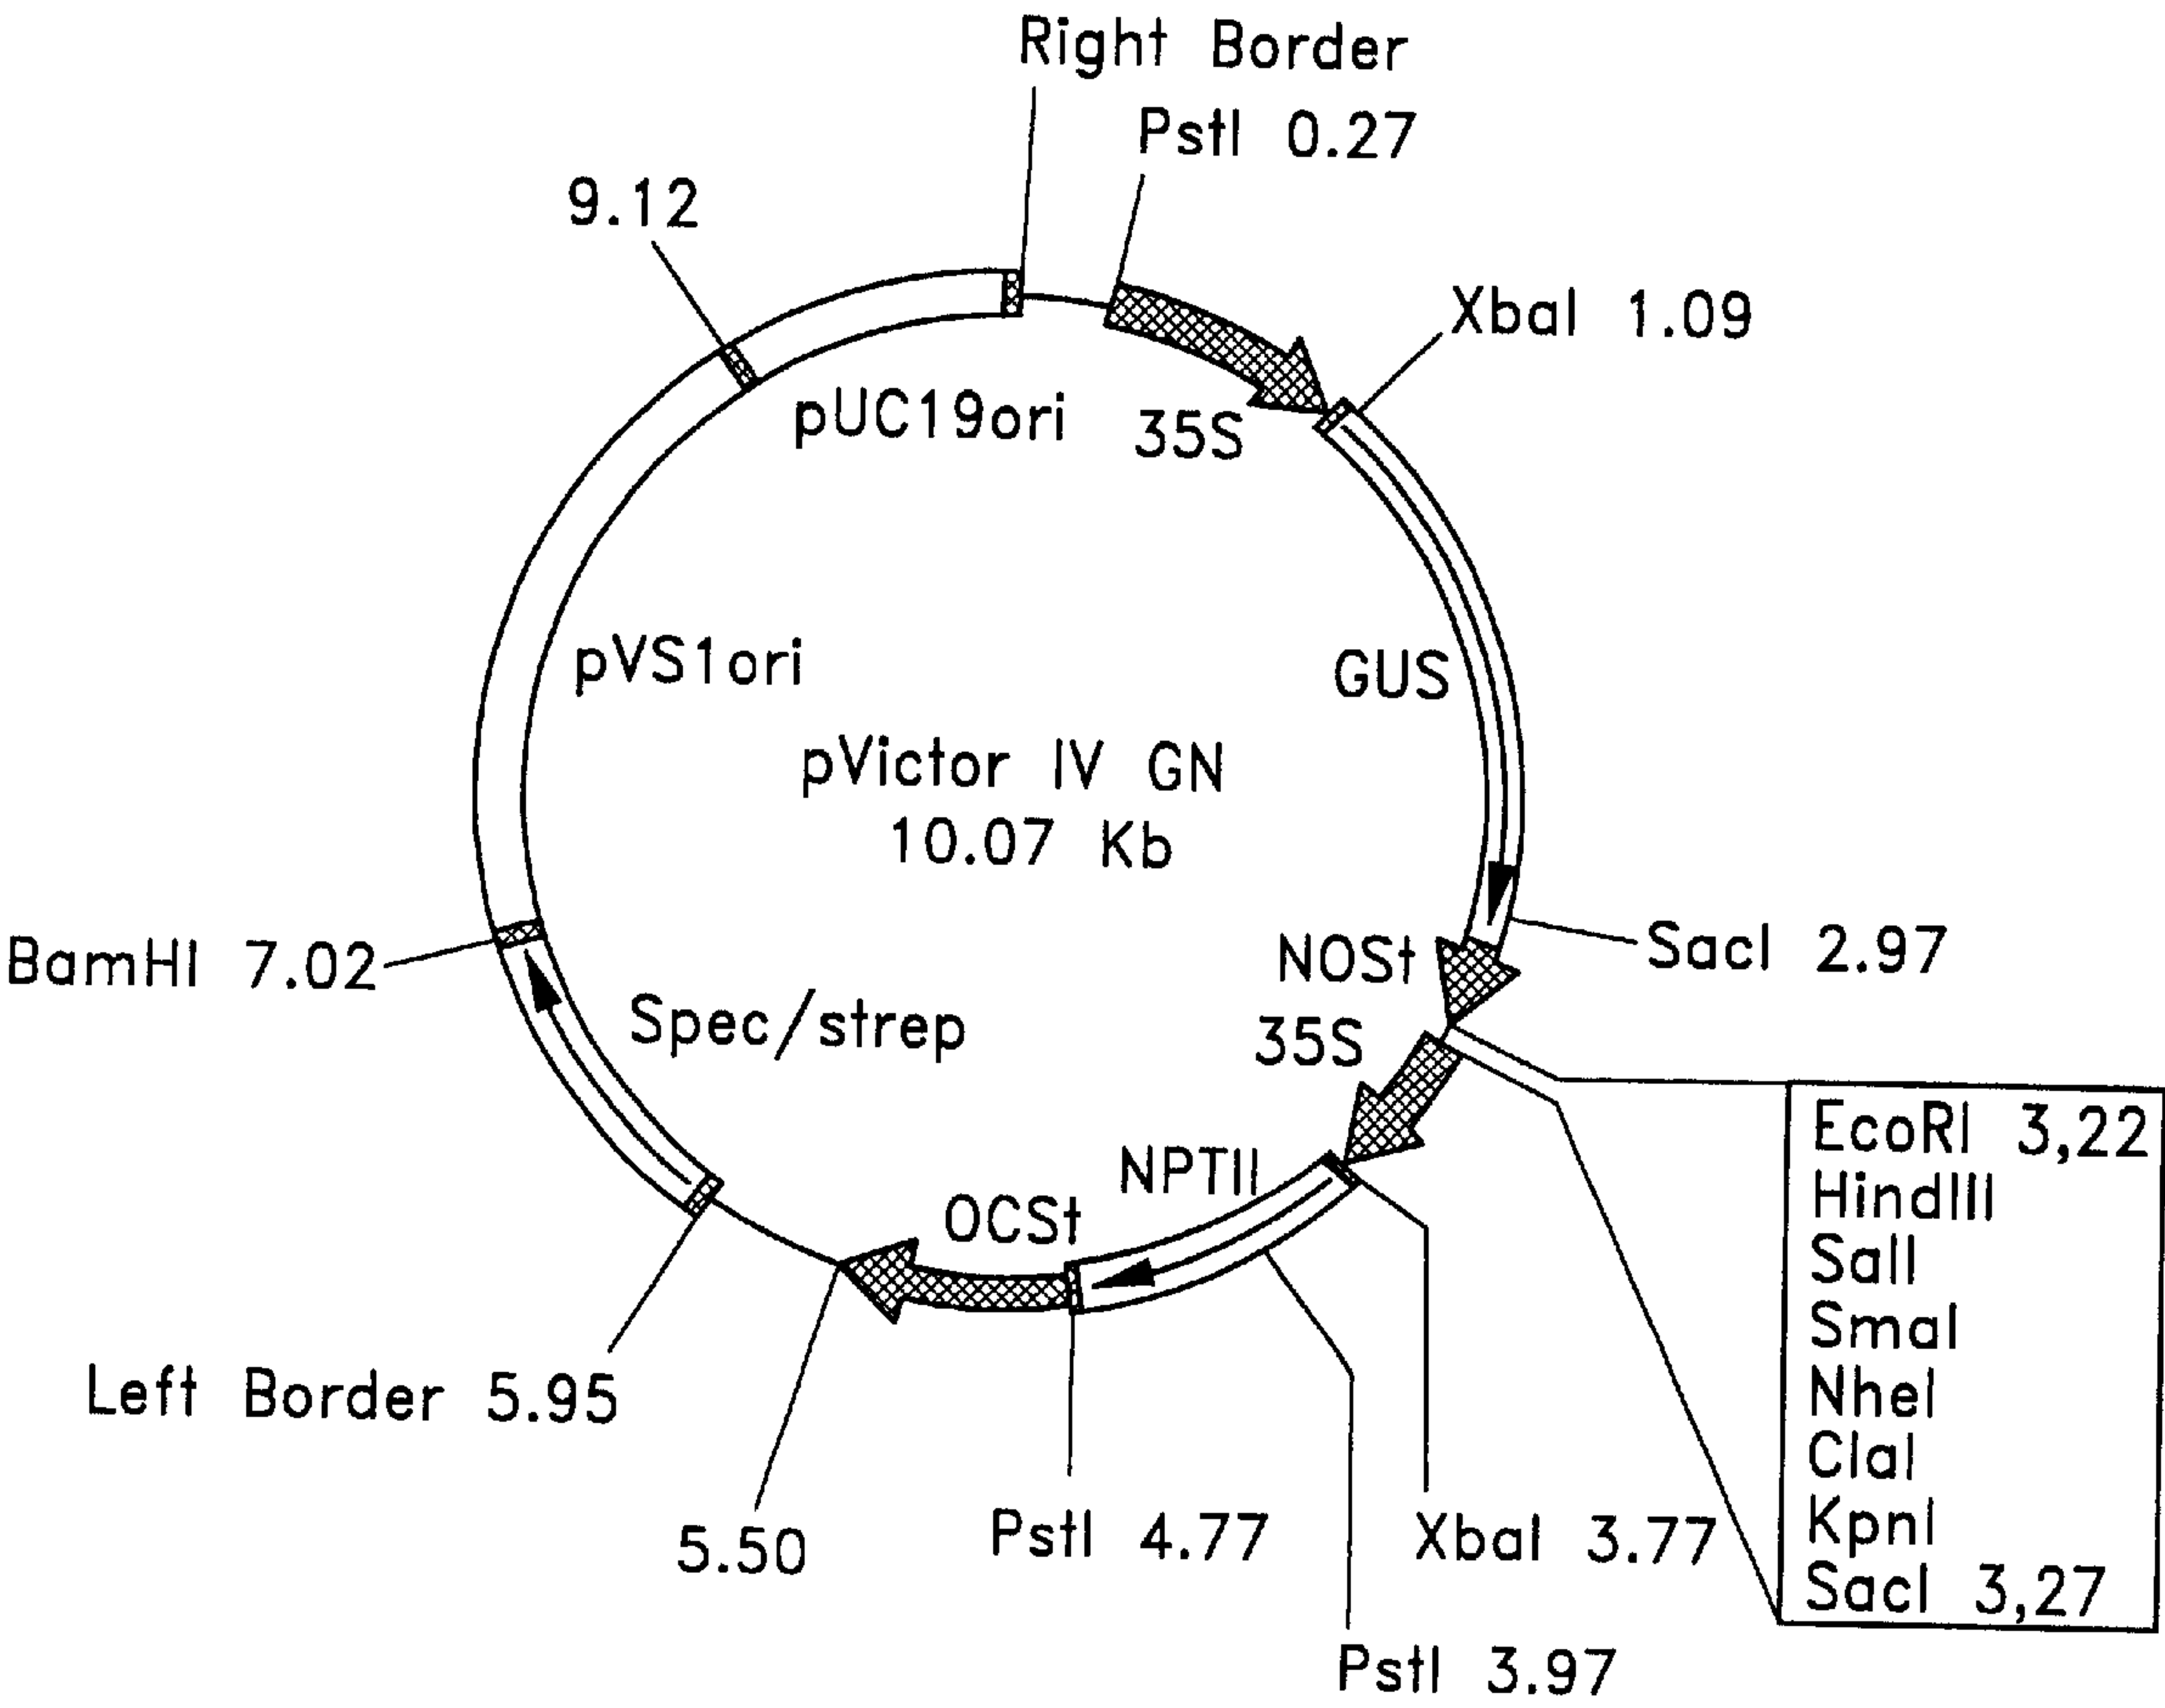 Right Border
PstI 0.27
9.12
XbaI 1.09
pUC19ori
35S
pVS1ori
GUS
pVictor IV GN
10.07 Kb
SacI 2.97
NOSt
BamHI 7.02
Spec/strep
35S
EcoRI 3,22
HindIII
SalI
SmaI
NheI
ClaI
KpnI
SacI 3,27
NPTII
OCSt
Left Border 5.95
5.50
PstI 4.77
XbaI 3.77
PstI 3.97